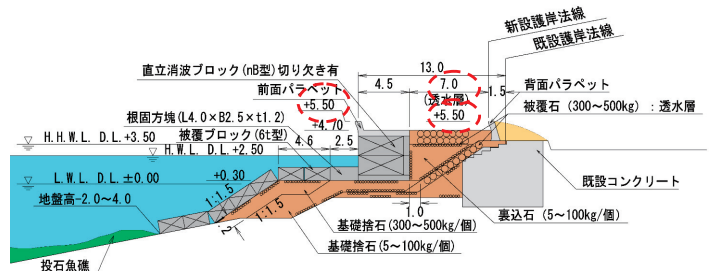 新設護岸法線
既設護岸法線
13.0
直立消波ブロック(nB型)切り欠き有
4.5
7.0
1.5
(透水層)
背面パラペット
前面パラペット
+5.50
+5.50
被覆石(300~500kg):透水層
根固方塊(L4.0×B2.5×t1.2)
+4.70
H.H.W.L. D.L.+3.50
被覆ブロック(6t型)
4.6
2.5
H.W.L. D.L.+2.50
L.W.L. D.L.±0.00
+0.30
既設コンクリート
地盤高-2.0~4.0
1:1.5
1:1.5
1:2
1.0
裏込石(5~100kg/個)
基礎捨石(300~500kg/個)
基礎捨石(5~100kg/個)
投石魚礁